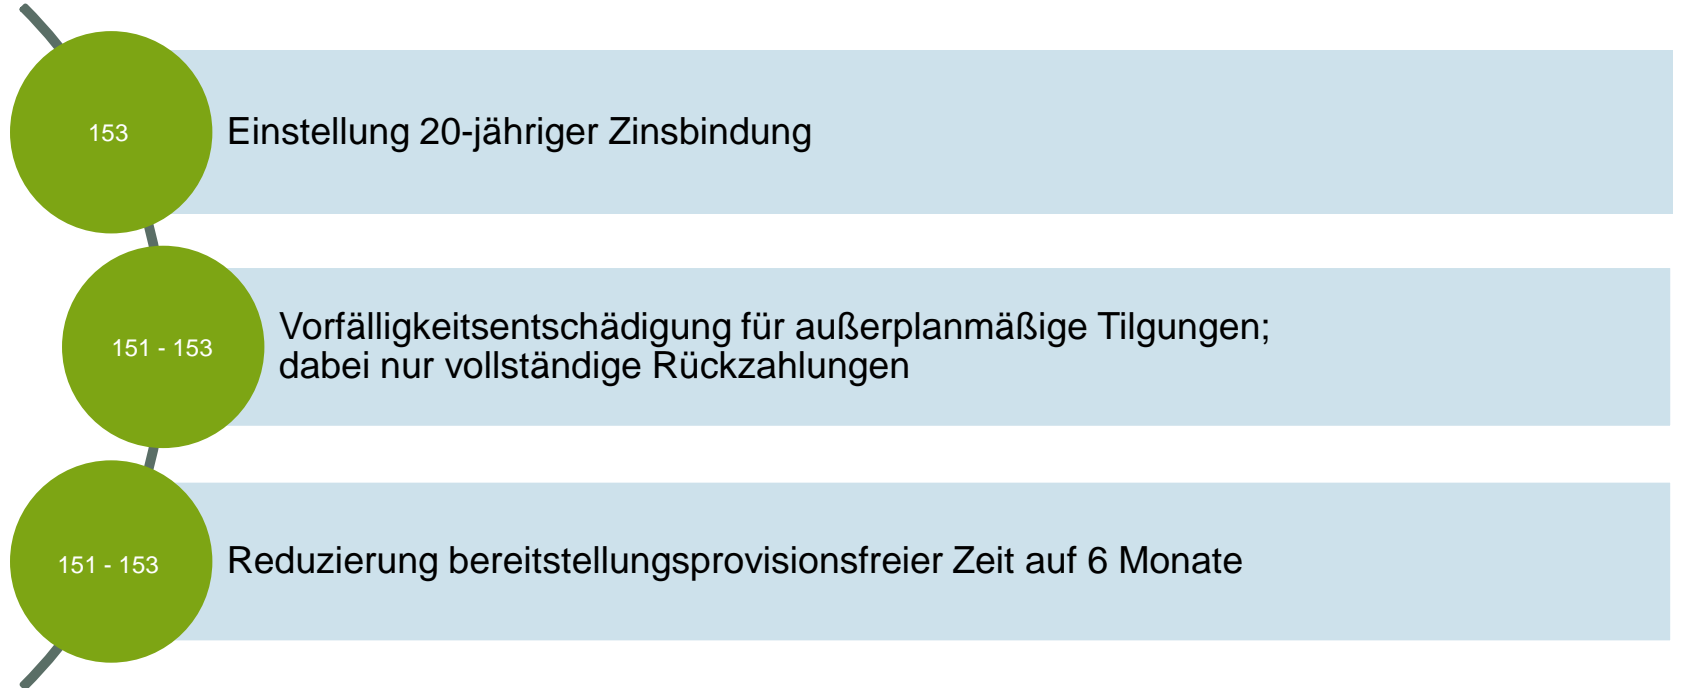 153
Einstellung 20-jähriger Zinsbindung
151 - 153
Vorfälligkeitsentschädigung für außerplanmäßige Tilgungen;
dabei nur vollständige Rückzahlungen
151 - 153
Reduzierung bereitstellungsprovisionsfreier Zeit auf 6 Monate